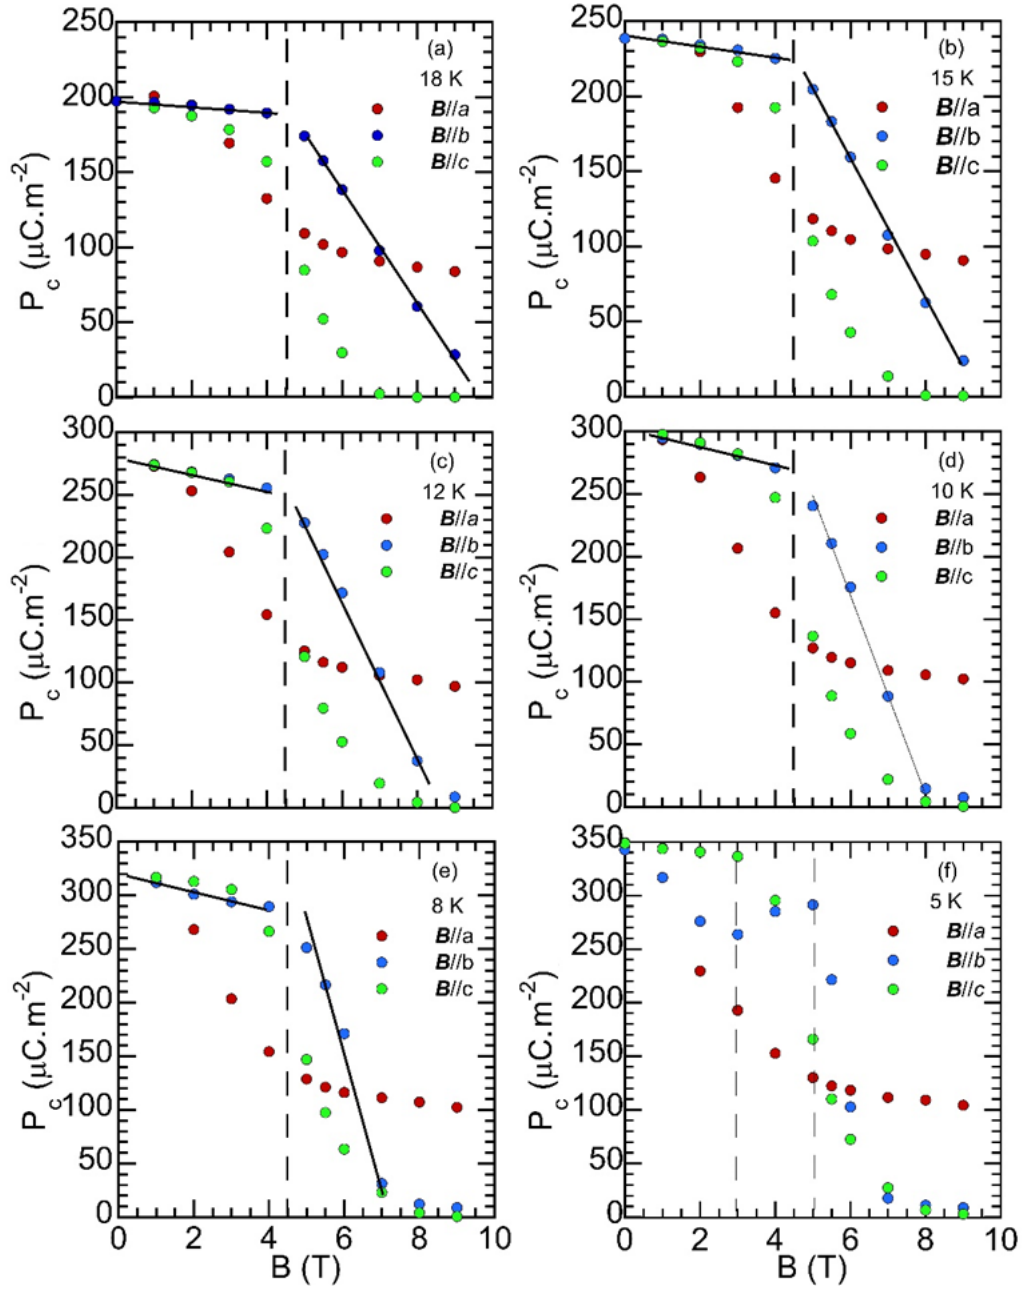 250
200
150
100
50
0
P_c (μC.m⁻²)
(a)
18 K
B//a
B//b
B//c
250
200
150
100
50
0
P_c (μC.m⁻²)
(b)
15 K
B//a
B//b
B//c
300
250
200
150
100
50
0
P_c (μC.m⁻²)
(c)
12 K
B//a
B//b
B//c
300
250
200
150
100
50
0
P_c (μC.m⁻²)
(d)
10 K
B//a
B//b
B//c
350
300
250
200
150
100
50
0
P_c (μC.m⁻²)
(e)
8 K
B//a
B//b
B//c
0 2 4 6 8 10
B (T)
350
300
250
200
150
100
50
0
P_c (μC.m⁻²)
(f)
5 K
B//a
B//b
B//c
0 2 4 6 8 10
B (T)